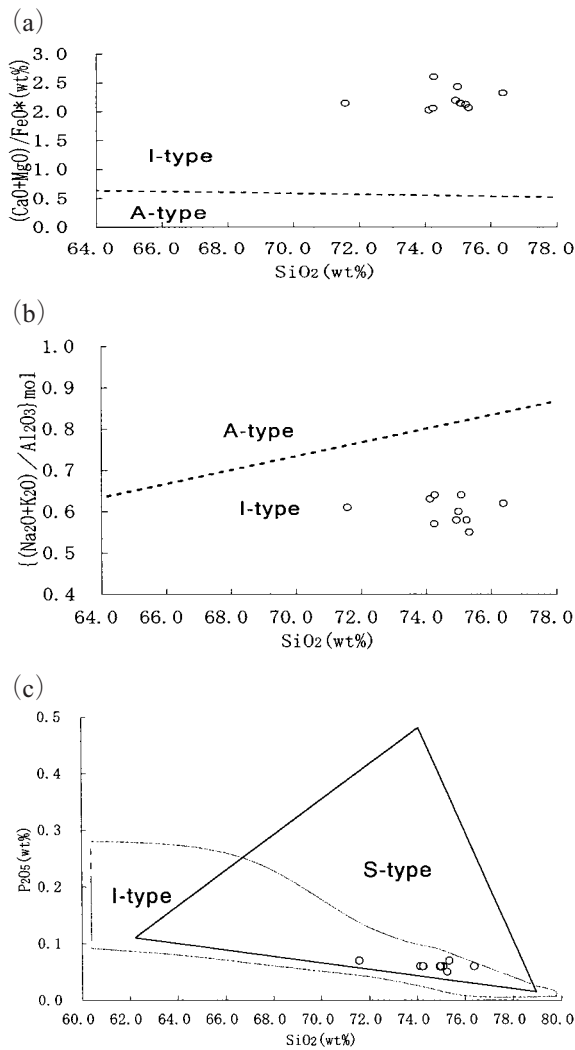 (a)
(CaO+MgO)/FeO*(wt%)
3.0
2.5
2.0
1.5
1.0
0.5
0.0
I-type
A-type
64.0 66.0 68.0 70.0 72.0 74.0 76.0 78.0
SiO2(wt%)
(b)
{(Na2O+K2O)/Al2O3}mol
1.0
0.9
0.8
0.7
0.6
0.5
0.4
A-type
I-type
64.0 66.0 68.0 70.0 72.0 74.0 76.0 78.0
SiO2(wt%)
(c)
P2O5(wt%)
0.5
0.4
0.3
0.2
0.1
0.0
I-type
S-type
60.0 62.0 64.0 66.0 68.0 70.0 72.0 74.0 76.0 78.0 80.0
SiO2(wt%)